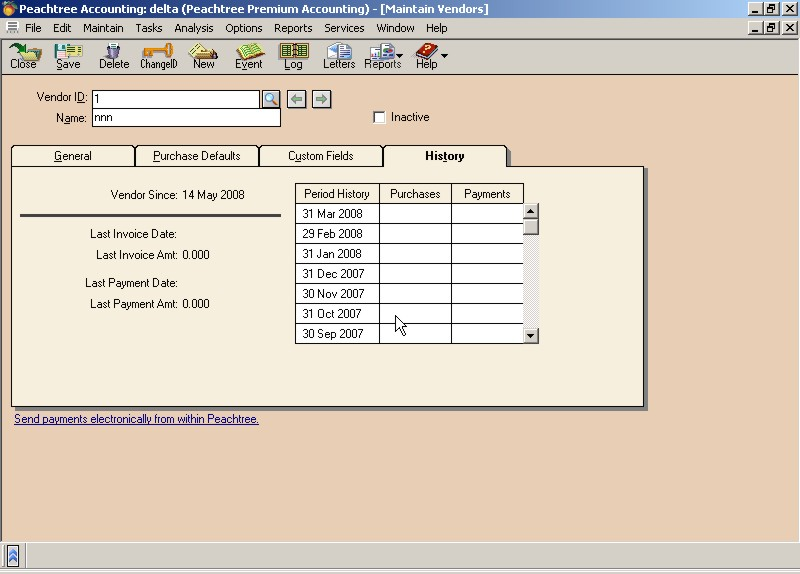 Peachtree Accounting: delta (Peachtree Premium Accounting) - [Maintain Vendors]
File Edit Maintain Tasks Analysis Options Reports Services Window Help
Close Save Delete ChangeID New Event Log Letters Reports Help
Vendor ID: 1
Name: nnn
Inactive
General Purchase Defaults Custom Fields History
Vendor Since: 14 May 2008
Last Invoice Date:
Last Invoice Amt: 0.000
Last Payment Date:
Last Payment Amt: 0.000
Period History Purchases Payments
31 Mar 2008
29 Feb 2008
31 Jan 2008
31 Dec 2007
30 Nov 2007
31 Oct 2007
30 Sep 2007
Send payments electronically from within Peachtree.